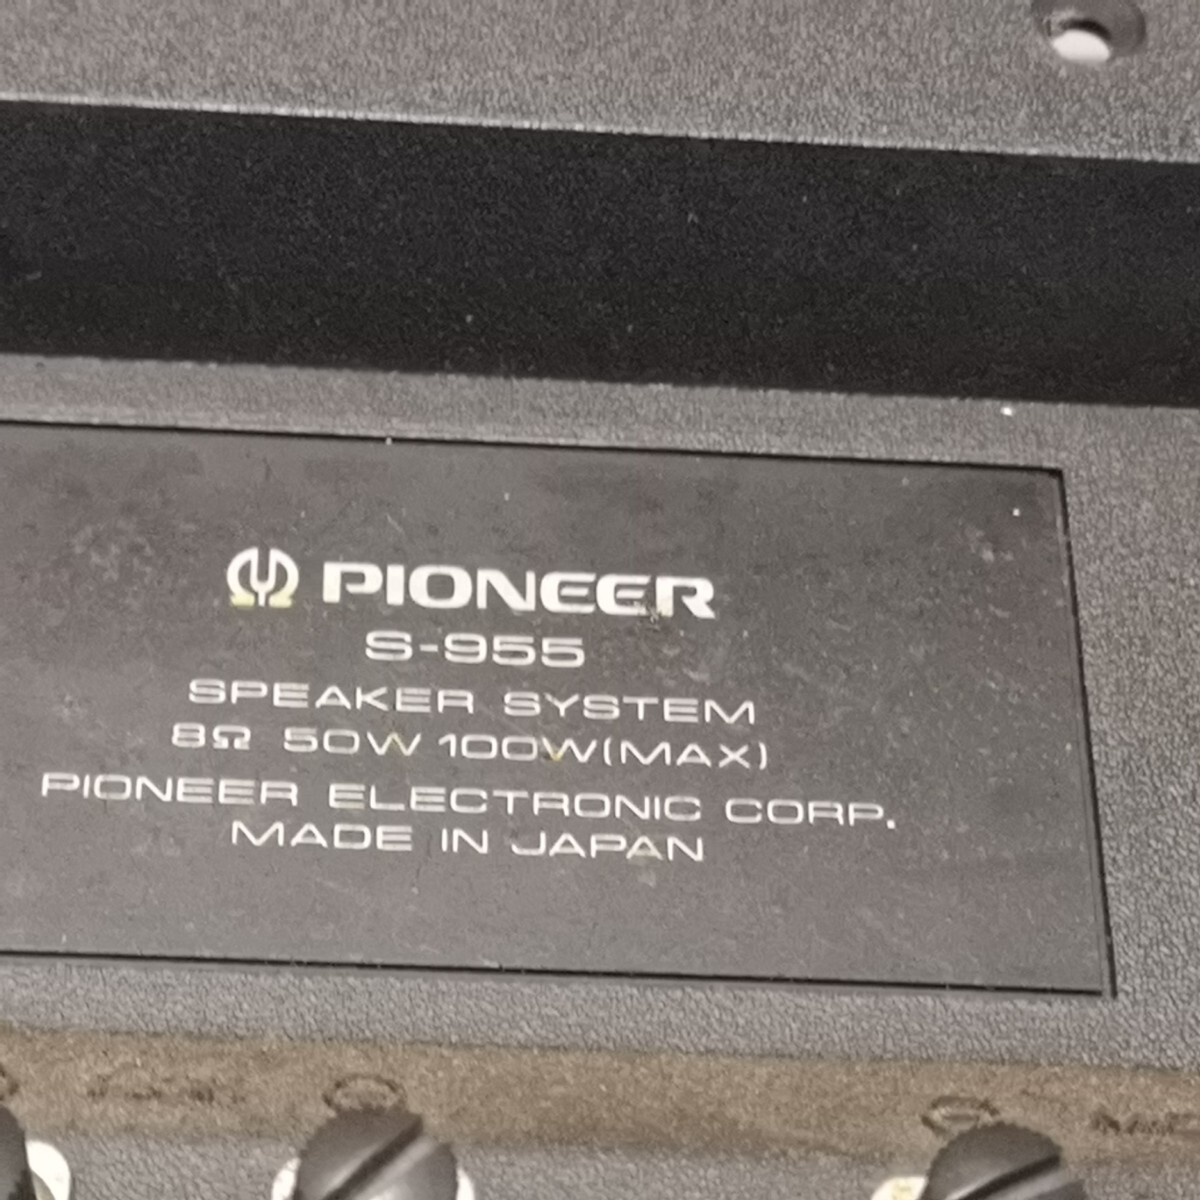 PIONEER
S-955
SPEAKER SYSTEM
8Ω 50W 100W(MAX)
PIONEER ELECTRONIC CORP.
MADE IN JAPAN